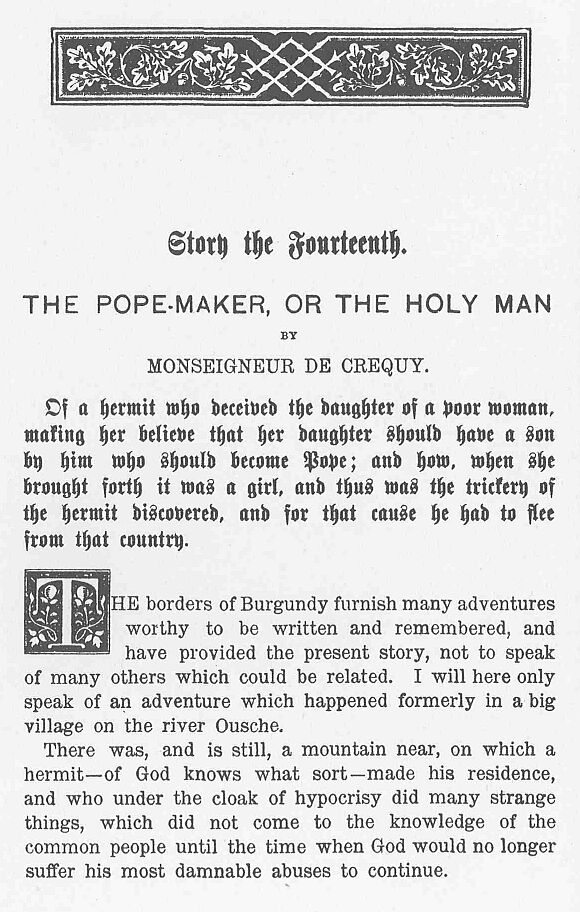 Story the Fourteenth.
THE POPE-MAKER, OR THE HOLY MAN
BY
MONSEIGNEUR DE CREQUY.
Of a hermit who deceived the daughter of a poor woman,
making her believe that her daughter should have a son
by him who should become Pope; and how, when she
brought forth it was a girl, and thus was the trickery of
the hermit discovered, and for that cause he had to flee
from that country.
THE borders of Burgundy furnish many adventures
worthy to be written and remembered, and
have provided the present story, not to speak
of many others which could be related. I will here only
speak of an adventure which happened formerly in a big
village on the river Ousche.
There was, and is still, a mountain near, on which a
hermit—of God knows what sort—made his residence,
and who under the cloak of hypocrisy did many strange
things, which did not come to the knowledge of the
common people until the time when God would no longer
suffer his most damnable abuses to continue.